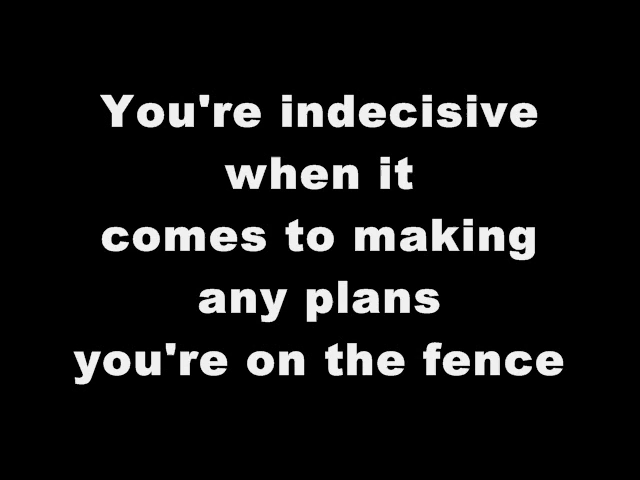 You're indecisive
when it
comes to making
any plans
you're on the fence